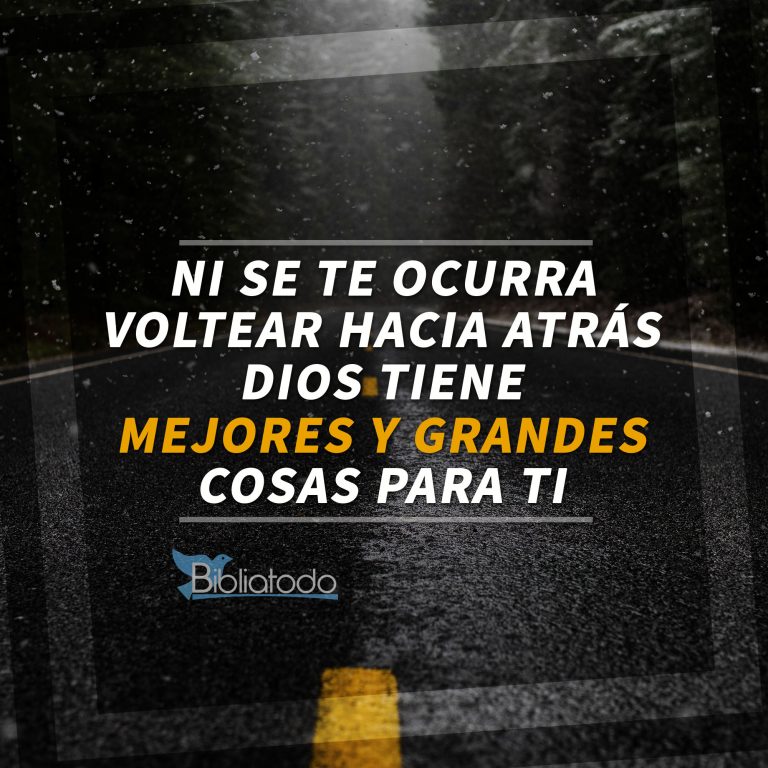 NI SE TE OCURRA
VOLTEAR HACIA ATRÁS
DIOS TIENE
MEJORES Y GRANDES
COSAS PARA TI
Bibliatodo